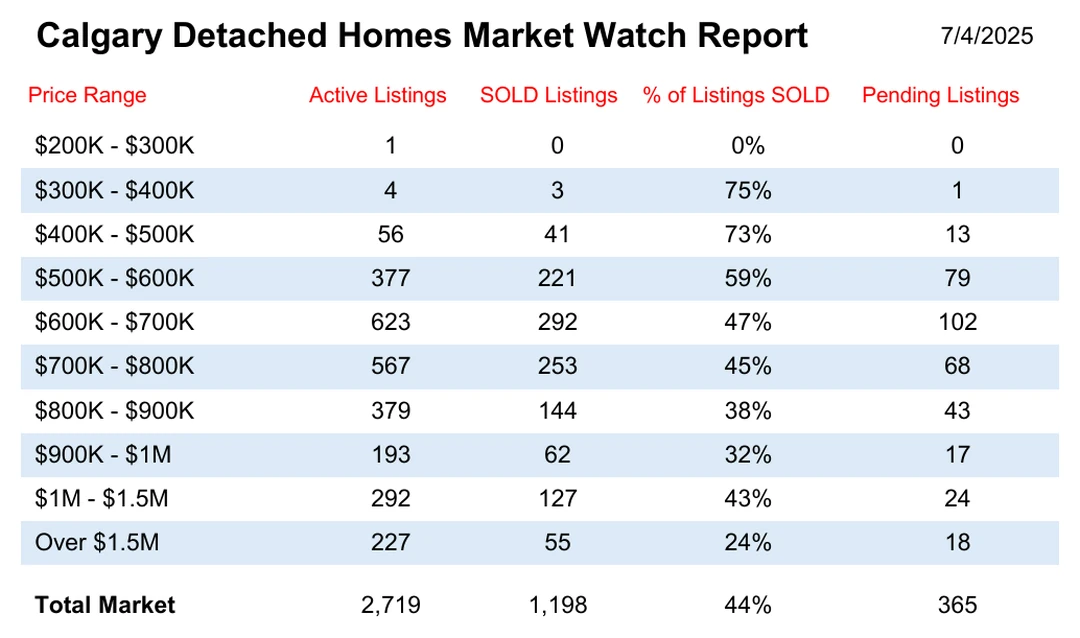 Calgary Detached Homes Market Watch Report 7/4/2025
Price Range Active Listings SOLD Listings % of Listings SOLD Pending Listings
$200K - $300K 1 0 0% 0
$300K - $400K 4 3 75% 1
$400K - $500K 56 41 73% 13
$500K - $600K 377 221 59% 79
$600K - $700K 623 292 47% 102
$700K - $800K 567 253 45% 68
$800K - $900K 379 144 38% 43
$900K - $1M 193 62 32% 17
$1M - $1.5M 292 127 43% 24
Over $1.5M 227 55 24% 18
Total Market 2,719 1,198 44% 365